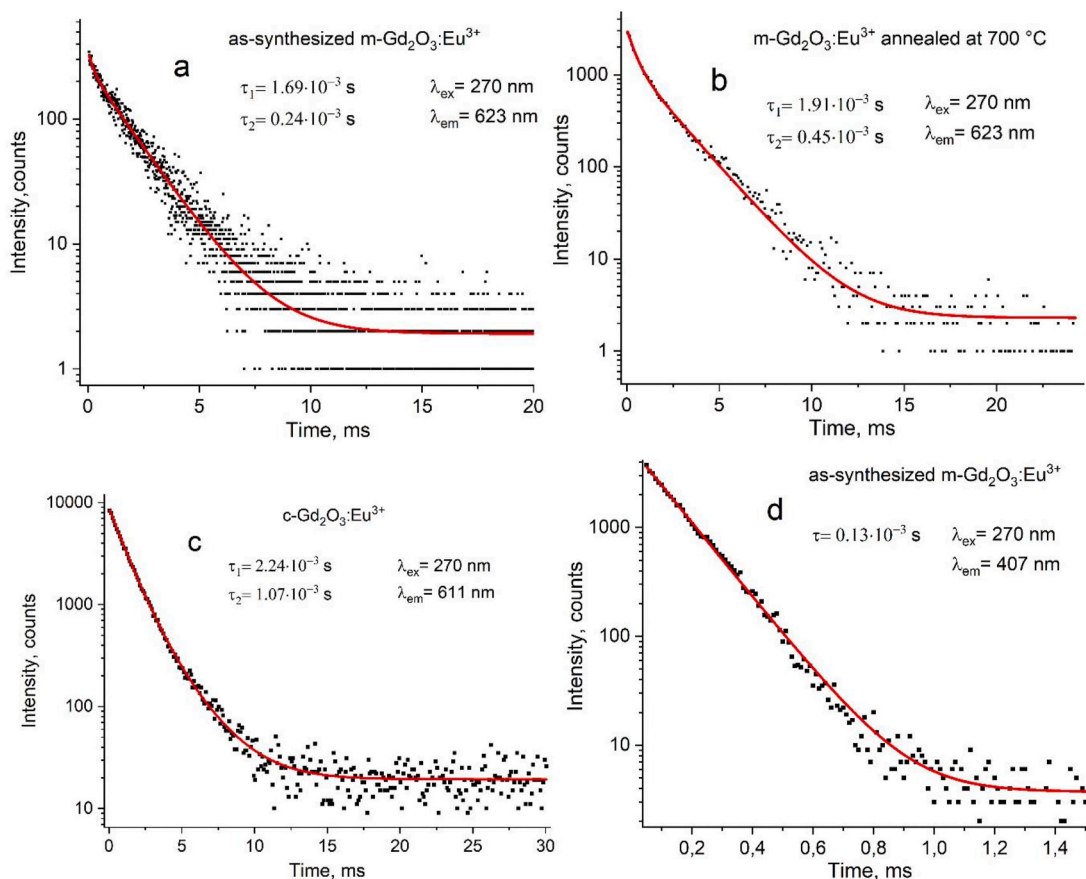 as-synthesized m-Gd₂O₃:Eu³⁺
a
τ₁= 1.69·10⁻³ s
λₑₓ= 270 nm
τ₂= 0.24·10⁻³ s
λₑₘ= 623 nm
Intensity,counts
100
10
1
0
5
10
15
20
Time, ms
m-Gd₂O₃:Eu³⁺ annealed at 700 °C
b
τ₁= 1.91·10⁻³ s
λₑₓ= 270 nm
τ₂= 0.45·10⁻³ s
λₑₘ= 623 nm
Intensity, counts
1000
100
10
1
0
5
10
15
20
Time, ms
c-Gd₂O₃:Eu³⁺
c
τ₁= 2.24·10⁻³ s
λₑₓ= 270 nm
τ₂= 1.07·10⁻³ s
λₑₘ= 611 nm
Intensity, counts
10000
1000
100
10
0
5
10
15
20
25
30
Time, ms
as-synthesized m-Gd₂O₃:Eu³⁺
d
τ= 0.13·10⁻³ s
λₑₓ= 270 nm
λₑₘ= 407 nm
Intensity, counts
1000
100
10
0,2
0,4
0,6
0,8
1,0
1,2
1,4
Time, ms